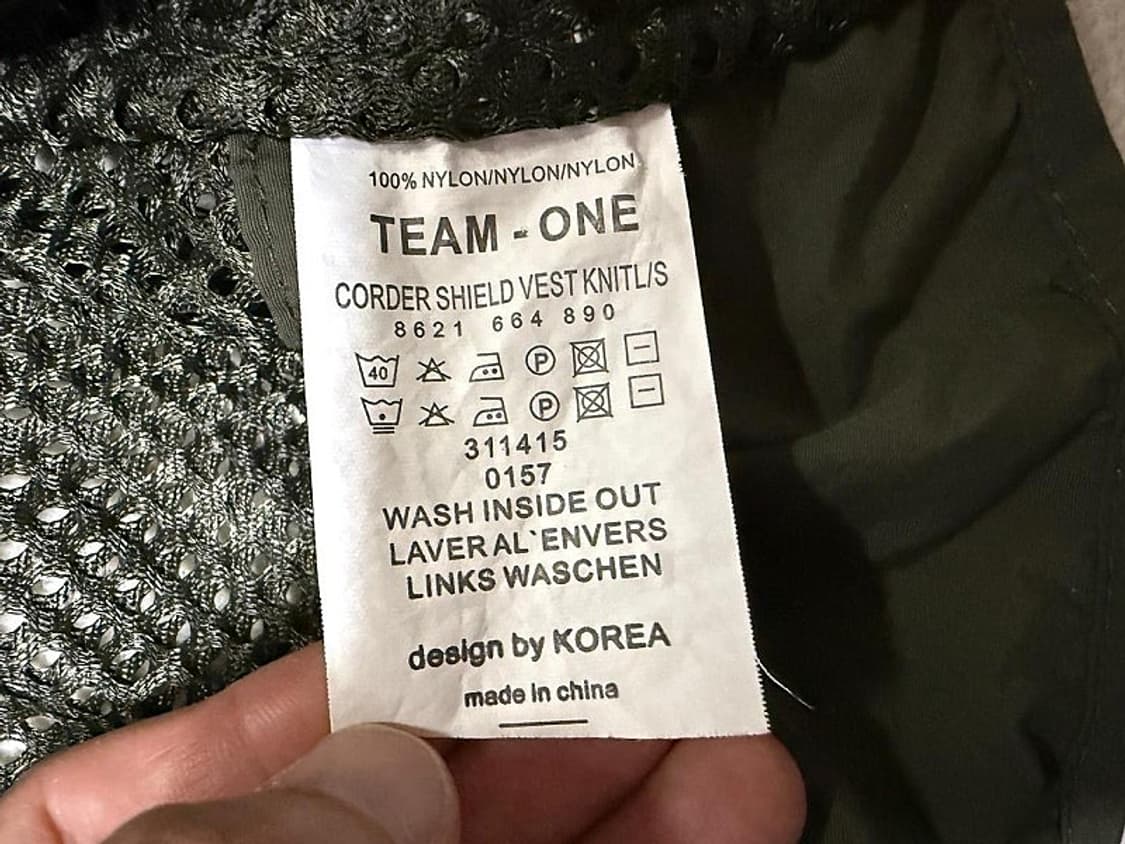 100% NYLON/NYLON/NYLON
TEAM - ONE
CORDER SHIELD VEST KNITL/S
8621 664 890
40 P
P
311415
0157
WASH INSIDE OUT
LAVER AL`ENVERS
LINKS WASCHEN
design by KOREA
made in china